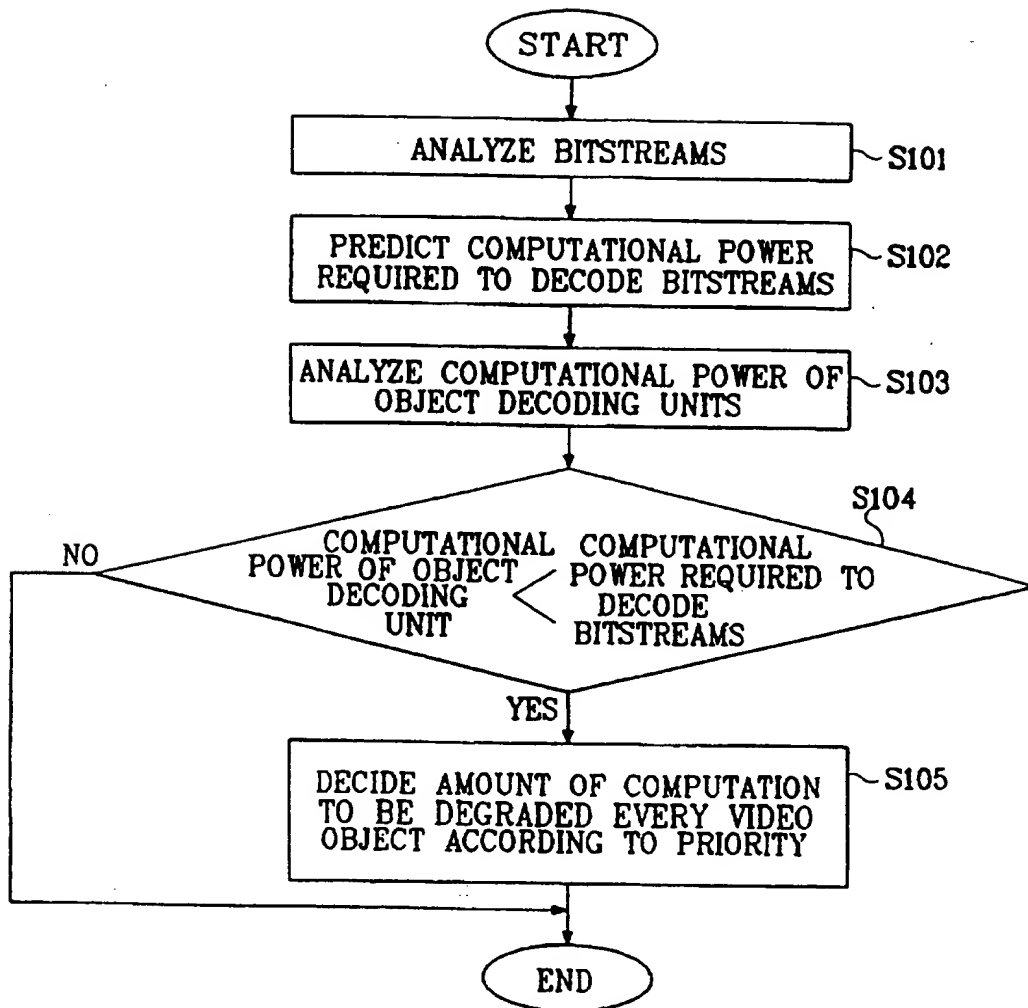 START
ANALYZE BITSTREAMS
S101
PREDICT COMPUTATIONAL POWER
REQUIRED TO DECODE BITSTREAMS
S102
ANALYZE COMPUTATIONAL POWER OF
OBJECT DECODING UNITS
S103
S104
NO
COMPUTATIONAL
POWER OF OBJECT
DECODING
UNIT
<
COMPUTATIONAL
POWER REQUIRED TO
DECODE
BITSTREAMS
YES
DECIDE AMOUNT OF COMPUTATION
TO BE DEGRADED EVERY VIDEO
OBJECT ACCORDING TO PRIORITY
S105
END